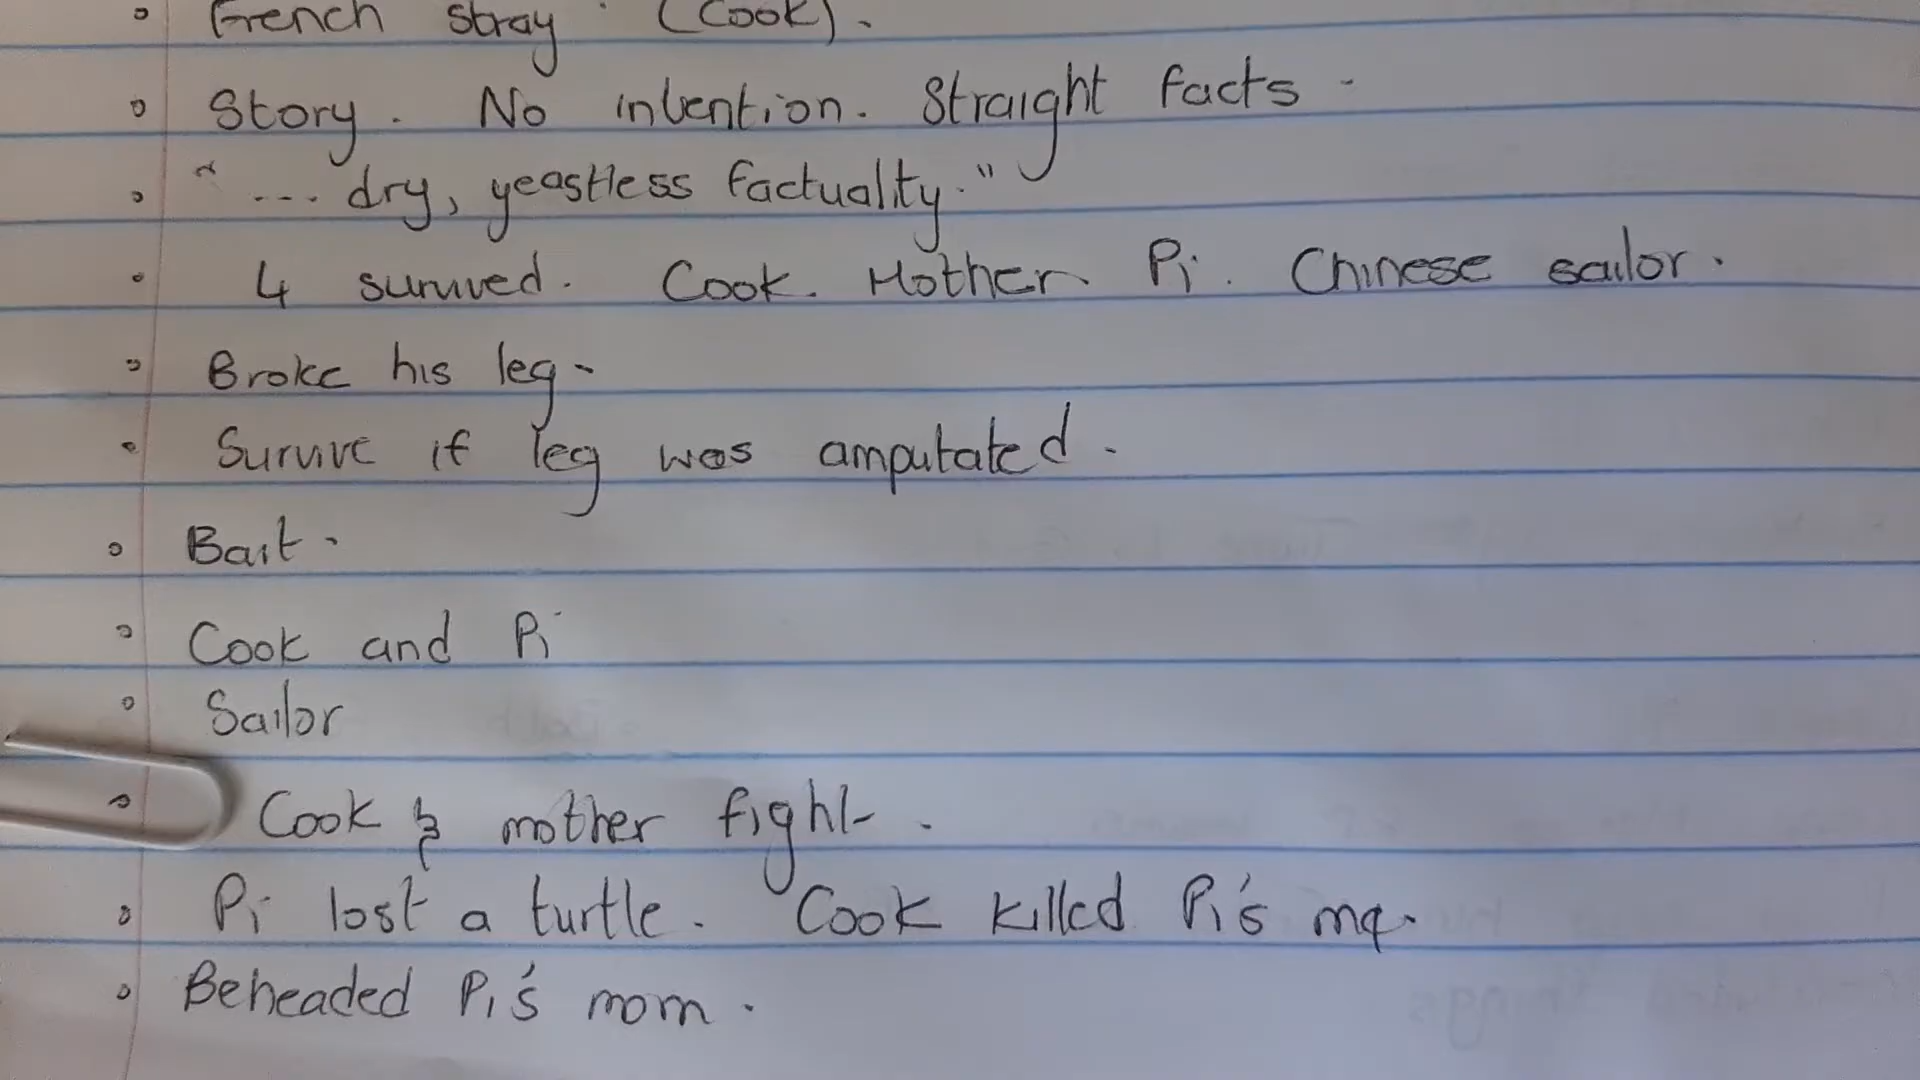 ◦ French stray. (Cook).
◦ Story. No intention. Straight facts.
◦ "... dry, yeastless factuality."
◦ 4 survived. Cook. Mother. Pi. Chinese sailor.
◦ Broke his leg.
◦ Survive if leg was amputated.
◦ Bait.
◦ Cook and Pi
◦ Sailor
◦ Cook & mother fight.
◦ Pi lost a turtle. Cook killed Pi's ma.
◦ Beheaded Pi's mom.